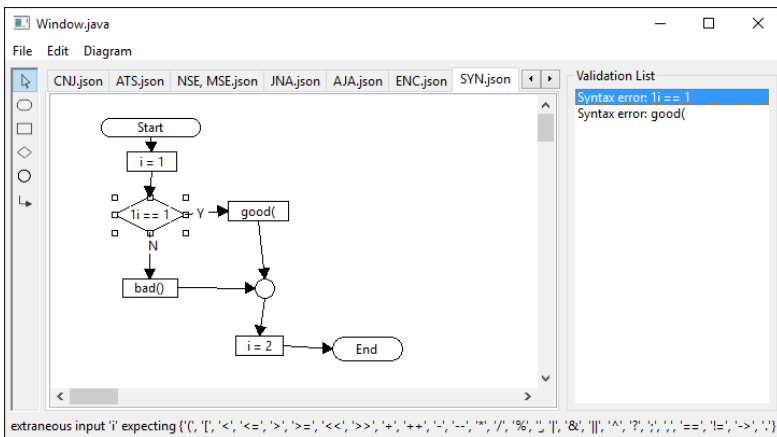 Window.java
File Edit Diagram
CNJ.json ATS.json NSE, MSE.json JNA.json AJA.json ENC.json SYN.json
Validation List
Syntax error: 1i == 1
Syntax error: good(
Start
i = 1
1i == 1
Y
good(
N
bad()
i = 2
End
extraneous input 'i' expecting {'(', '[', '<', '<=', '>', '>=', '<<', '>>', '+', '++', '-', '--', '*', '/', '%', '', '|', '&', '||', '^', '?', ';', ',', '==', '!=', '->', '.'}